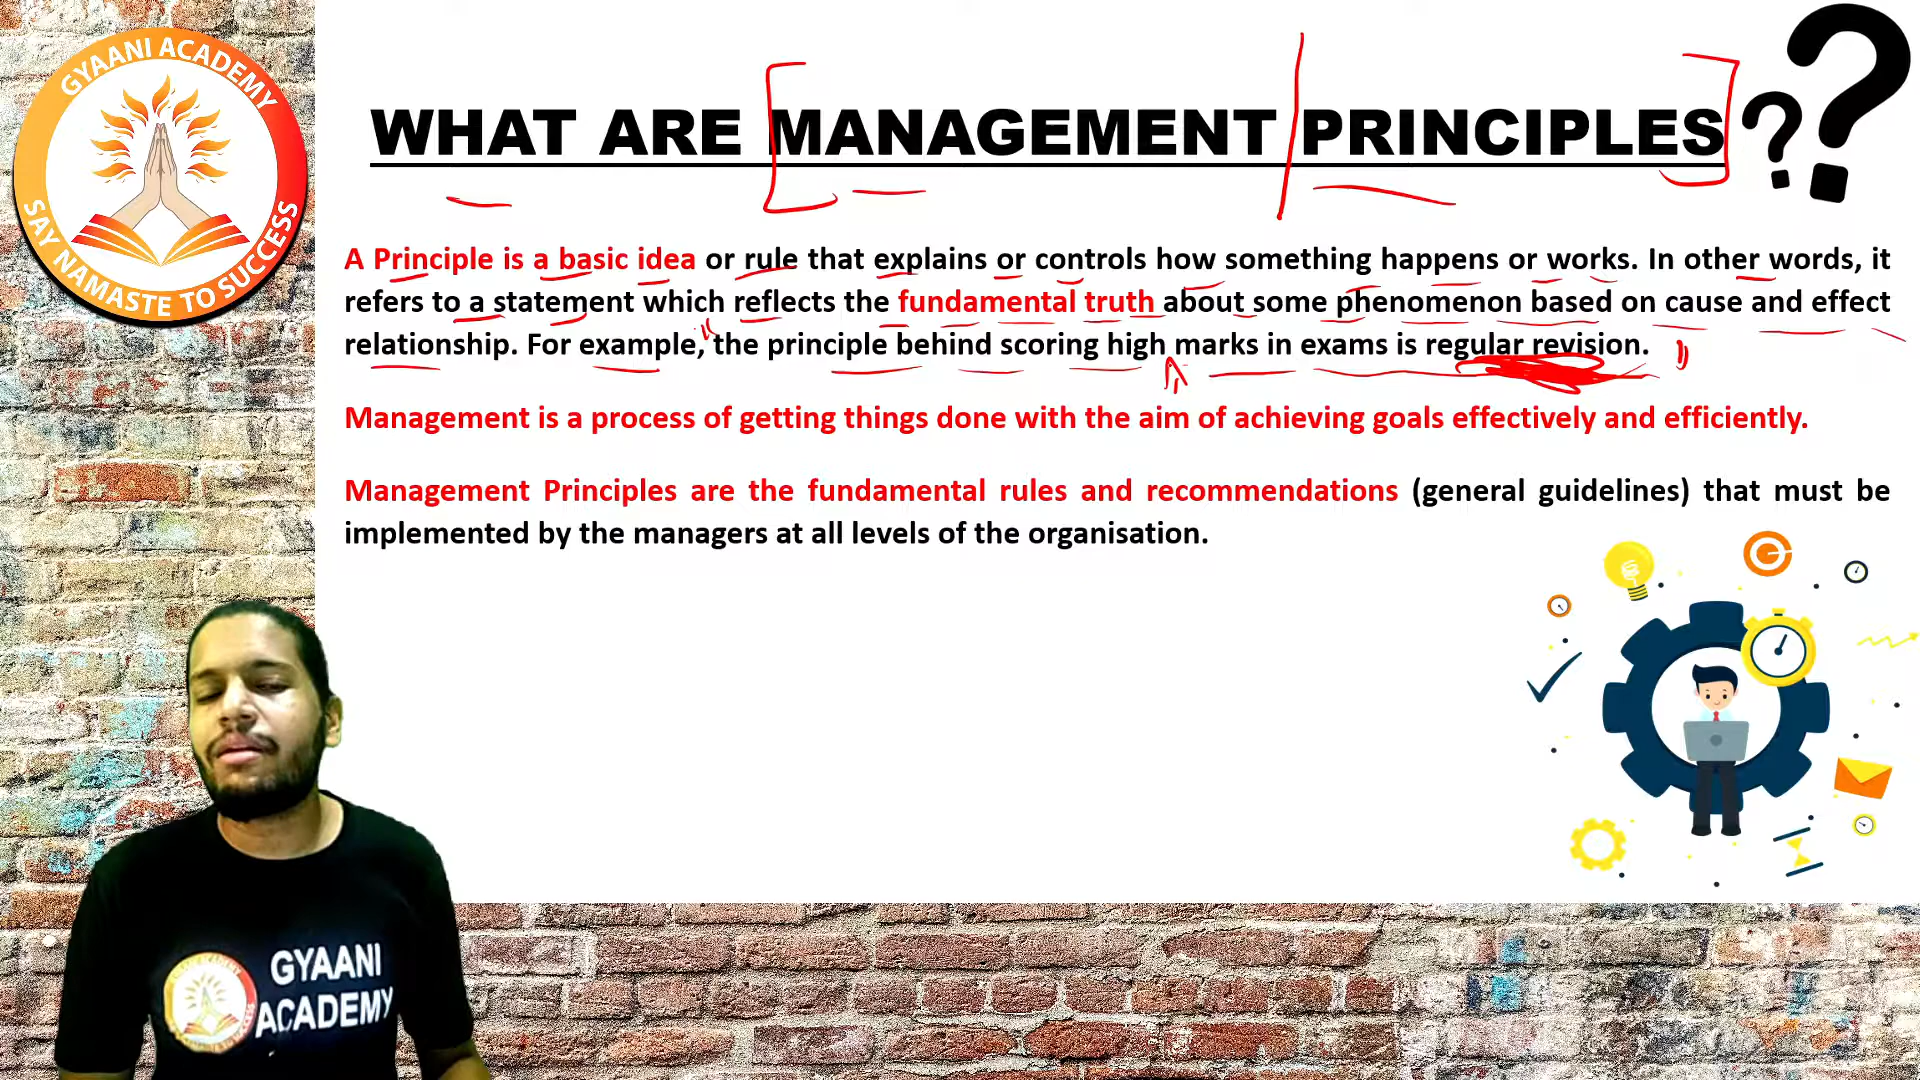 GYAANI ACADEMY
SAY NAMASTE TO SUCCESS
WHAT ARE MANAGEMENT PRINCIPLES??
A Principle is a basic idea or rule that explains or controls how something happens or works. In other words, it
refers to a statement which reflects the fundamental truth about some phenomenon based on cause and effect
relationship. For example, the principle behind scoring high marks in exams is regular revision.
Management is a process of getting things done with the aim of achieving goals effectively and efficiently.
Management Principles are the fundamental rules and recommendations (general guidelines) that must be
implemented by the managers at all levels of the organisation.
GYAANI
ACADEMY